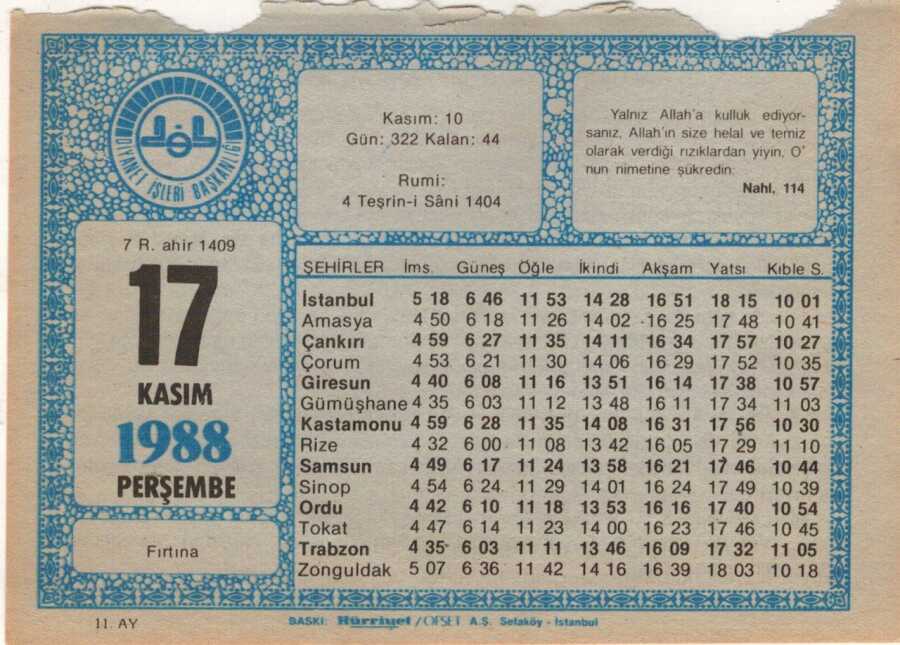 DİYANET İŞLERİ BAŞKANLIĞI
Kasım: 10
Gün: 322 Kalan: 44
Rumi:
4 Teşrin-i Sâni 1404
Yalnız Allah'a kulluk ediyor-
sanız, Allah'ın size helal ve temiz
olarak verdiği rızıklardan yiyin, O'
nun nimetine şükredin.
Nahl, 114
7 R. ahir 1409
17
KASIM
1988
PERŞEMBE
Fırtına
ŞEHİRLER İms. Güneş Öğle İkindi Akşam Yatsı Kıble S.
İstanbul 5 18 6 46 11 53 14 28 16 51 18 15 10 01
Amasya 4 50 6 18 11 26 14 02 16 25 17 48 10 41
Çankırı 4 59 6 27 11 35 14 11 16 34 17 57 10 27
Çorum 4 53 6 21 11 30 14 06 16 29 17 52 10 35
Giresun 4 40 6 08 11 16 13 51 16 14 17 38 10 57
Gümüşhane 4 35 6 03 11 12 13 48 16 11 17 34 11 03
Kastamonu 4 59 6 28 11 35 14 08 16 31 17 56 10 30
Rize 4 32 6 00 11 08 13 42 16 05 17 29 11 10
Samsun 4 49 6 17 11 24 13 58 16 21 17 46 10 44
Sinop 4 54 6 24 11 29 14 01 16 24 17 49 10 39
Ordu 4 42 6 10 11 18 13 53 16 16 17 40 10 54
Tokat 4 47 6 14 11 23 14 00 16 23 17 46 10 45
Trabzon 4 35 6 03 11 11 13 46 16 09 17 32 11 05
Zonguldak 5 07 6 36 11 42 14 16 16 39 18 03 10 18
11. AY
BASKI: Hürriyet / OFSET A.Ş. Sefaköy - İstanbul